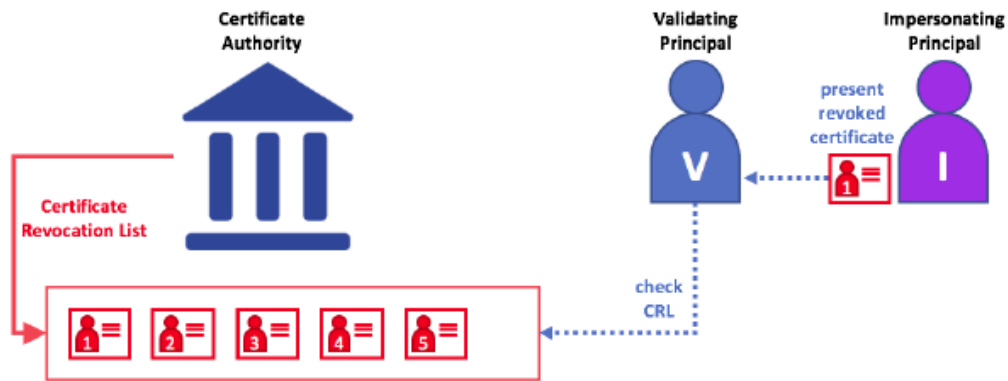 Certificate
Authority
Validating
Principal
Impersonating
Principal
present
revoked
certificate
V
1
I
Certificate
Revocation List
check
CRL
1
2
3
4
5